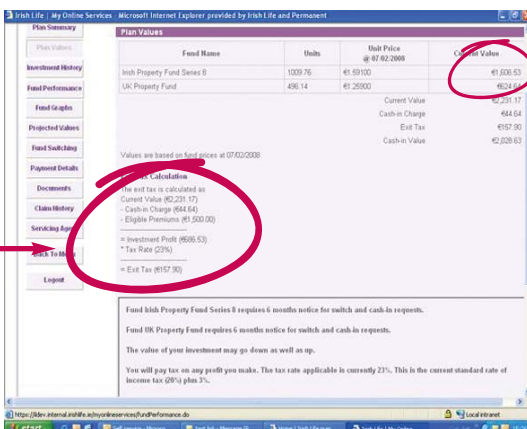 Irish Life | My Online Services - Microsoft Internet Explorer provided by Irish Life and Permanent
Plan Summary
Plan Values
Investment History
Fund Performance
Fund Graphs
Projected Values
Fund Switching
Payment Details
Documents
Claim History
Servicing
Back To
Logout
Plan Values
Fund Name Units Unit Price @ 07/02/2008 Current Value
Irish Property Fund Series 8 1009.76 €1.59100 €1,606.53
UK Property Fund 496.14 €1.25900 €624.64
Current Value €2,231.17
Cash-in Charge €44.64
Exit Tax €157.90
Cash-in Value €2,028.63
Values are based on fund prices at 07/02/2008
Calculation
The exit tax is calculated as
Current Value (€2,231.17)
- Cash-in Charge (€44.64)
- Eligible Premiums (€1,500.00)
= Investment Profit (€686.53)
* Tax Rate (23%)
= Exit Tax (€157.90)
Fund Irish Property Fund Series 8 requires 6 months notice for switch and cash-in requests.
Fund UK Property Fund requires 6 months notice for switch and cash-in requests.
The value of your investment may go down as well as up.
You will pay tax on any profit you make. The tax rate applicable is currently 23%. This is the current standard rate of
income tax (20%) plus 3%.
https://ildev.internal.irishlife.ie/myonlineservices/fundPerformance.do
Local intranet
start